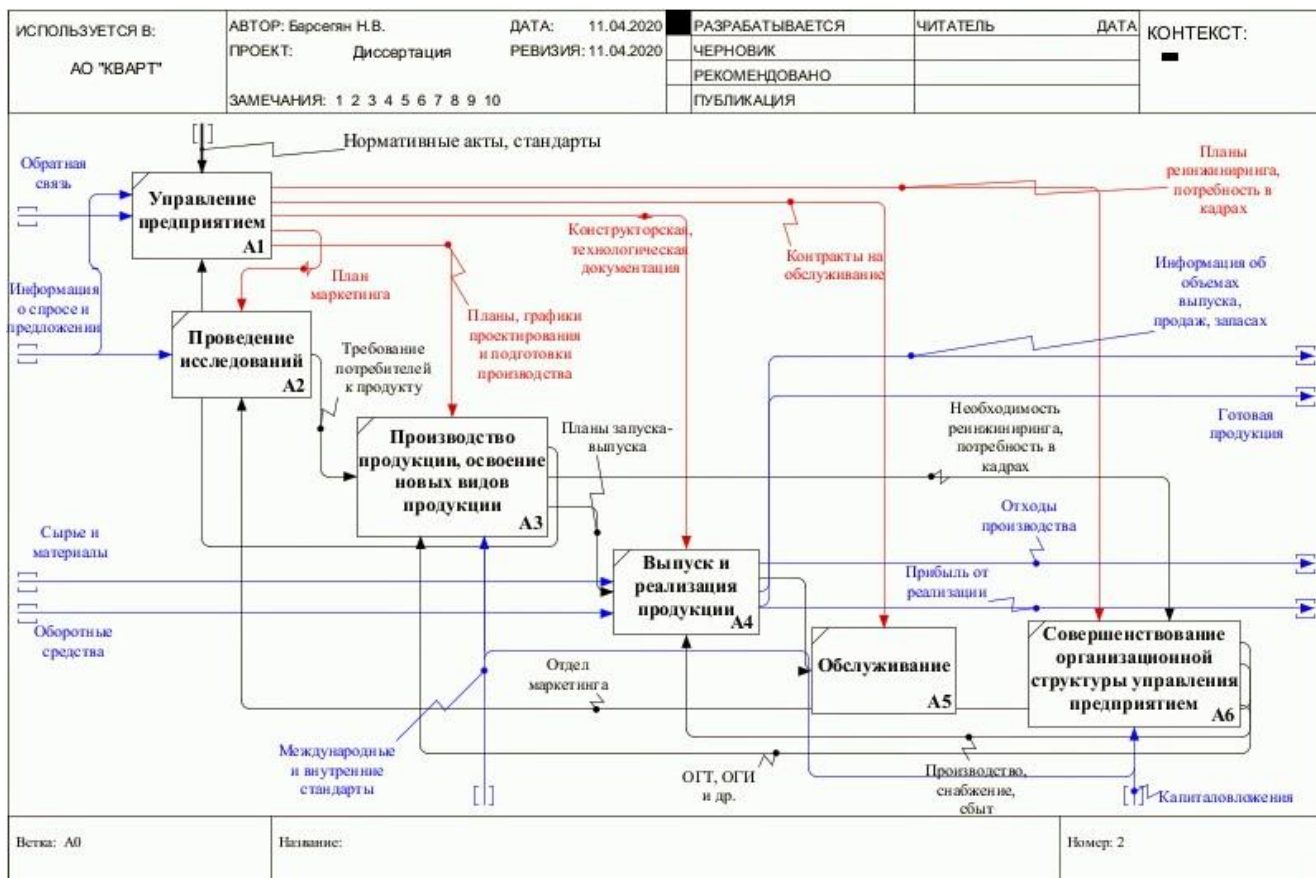 ИСПОЛЬЗУЕТСЯ В:
АО "КВАРТ"
АВТОР: Барсегян Н.В.
ДАТА: 11.04.2020
ПРОЕКТ: Диссертация
РЕВИЗИЯ: 11.04.2020
ЗАМЕЧАНИЯ: 1 2 3 4 5 6 7 8 9 10
РАЗРАБАТЫВАЕТСЯ
ЧЕРНОВИК
РЕКОМЕНДОВАНО
ПУБЛИКАЦИЯ
ЧИТАТЕЛЬ
ДАТА
КОНТЕКСТ:
Нормативные акты, стандарты
Обратная
связь
Управление
предприятием
A1
Планы
реинжиниринга,
потребность в
кадрах
Конструкторская,
технологическая
документация
Контракты на
обслуживание
План
маркетинга
Информация об
объемах
выпуска,
продаж, запасах
Информация
о спросе и
предложении
Проведение
исследований
A2
Требование
потребителей
к продукту
Планы, графики
проектирования
и подготовки
производства
Производство
продукции, освоение
новых видов
продукции
A3
Планы запуска-
выпуска
Необходимость
реинжиниринга,
потребность в
кадрах
Готовая
продукция
Сырье и
материалы
Отходы
производства
Выпуск и
реализация
продукции
A4
Прибыль от
реализации
Оборотные
средства
Обслуживание
A5
Совершенствование
организационной
структуры управления
предприятием
A6
Отдел
маркетинга
Международные
и внутренние
стандарты
ОГТ, ОГИ
и др.
Производство,
снабжение,
сбыт
Капиталовложения
Ветка: A0
Название:
Номер: 2